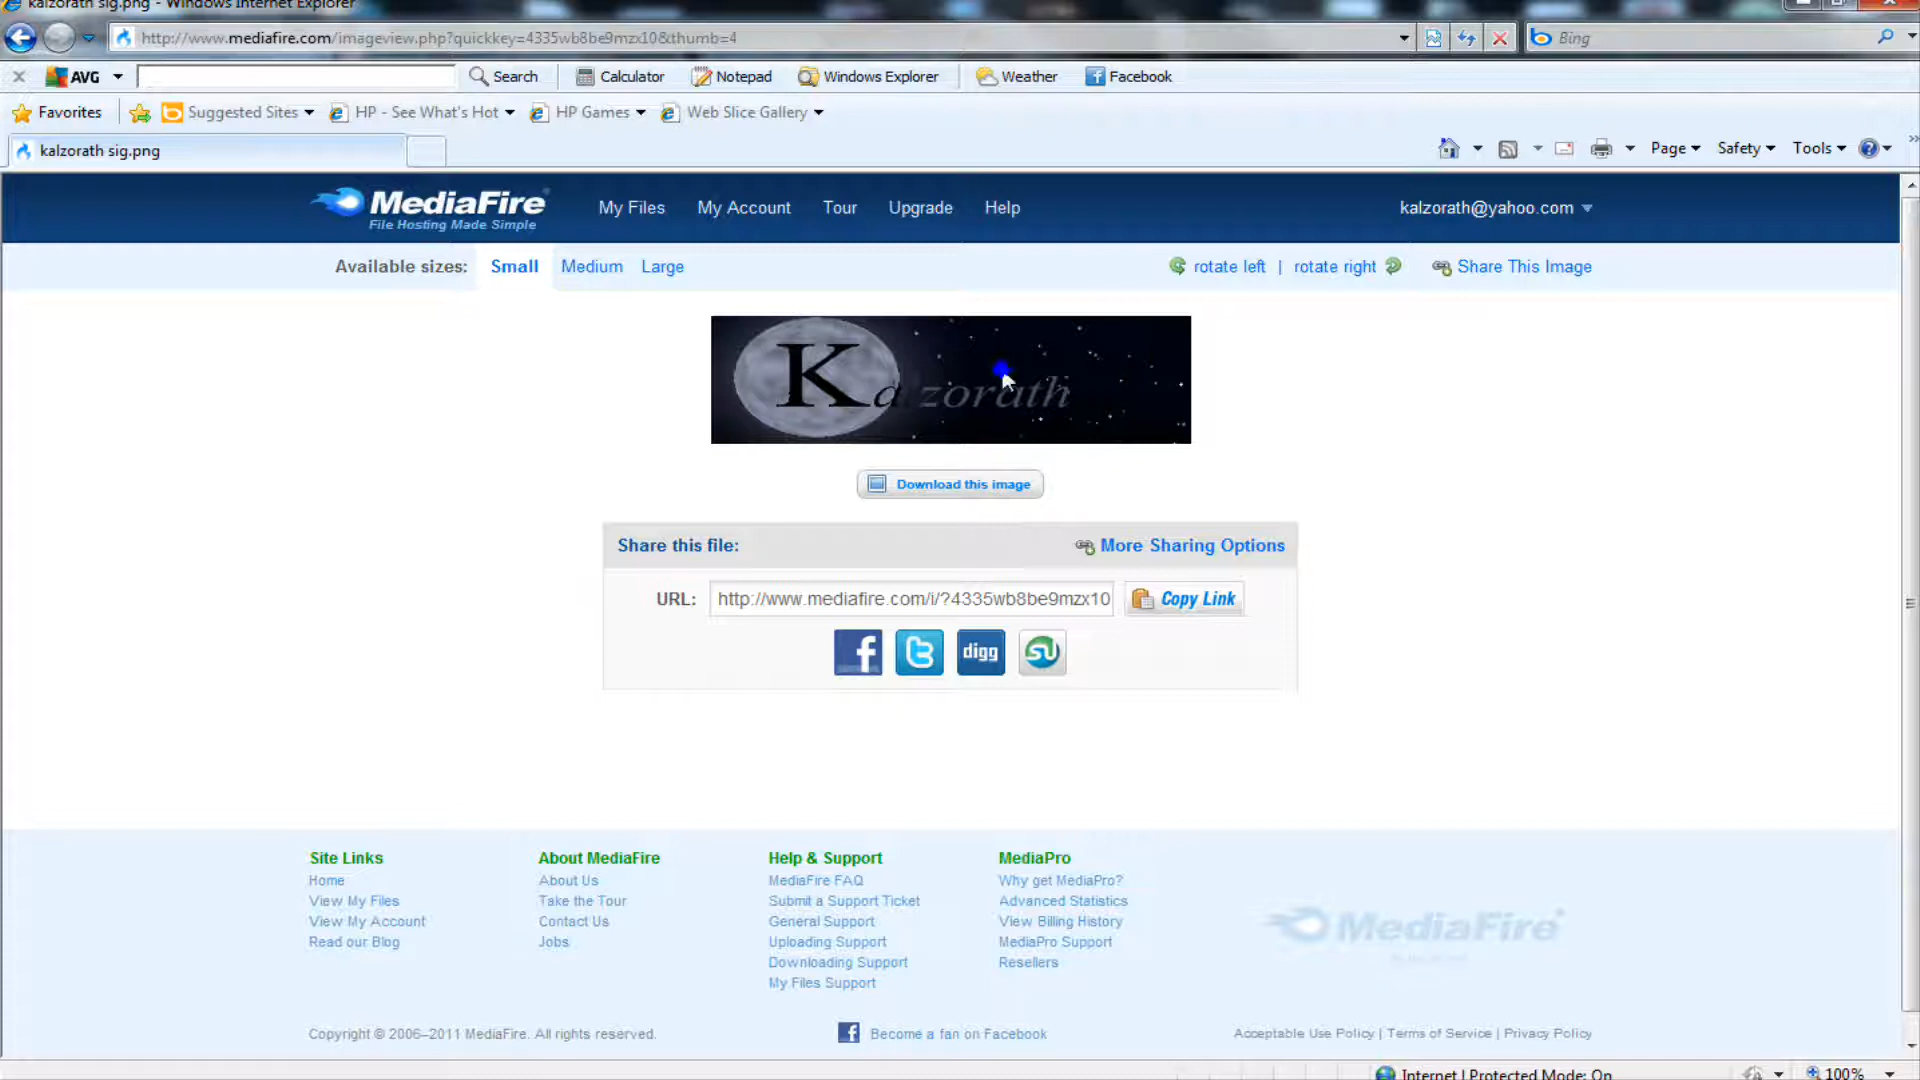 kalzorath sig.png - Windows Internet Explorer
http://www.mediafire.com/imageview.php?quickkey=4335wb8be9mzx10&thumb=4
Bing
AVG Search Calculator Notepad Windows Explorer Weather Facebook
Favorites Suggested Sites HP - See What's Hot HP Games Web Slice Gallery
kalzorath sig.png
Page Safety Tools
MediaFire
File Hosting Made Simple
My Files My Account Tour Upgrade Help
kalzorath@yahoo.com
Available sizes: Small Medium Large
rotate left | rotate right Share This Image
Kalzorath
Download this image
Share this file: More Sharing Options
URL: http://www.mediafire.com/i/?4335wb8be9mzx10 Copy Link
f t digg SU
Site Links
Home
View My Files
View My Account
Read our Blog
About MediaFire
About Us
Take the Tour
Contact Us
Jobs
Help & Support
MediaFire FAQ
Submit a Support Ticket
General Support
Uploading Support
Downloading Support
My Files Support
MediaPro
Why get MediaPro?
Advanced Statistics
View Billing History
MediaPro Support
Resellers
MediaFire
Copyright © 2006–2011 MediaFire. All rights reserved.
Become a fan on Facebook
Acceptable Use Policy | Terms of Service | Privacy Policy
Internet | Protected Mode: On
100%